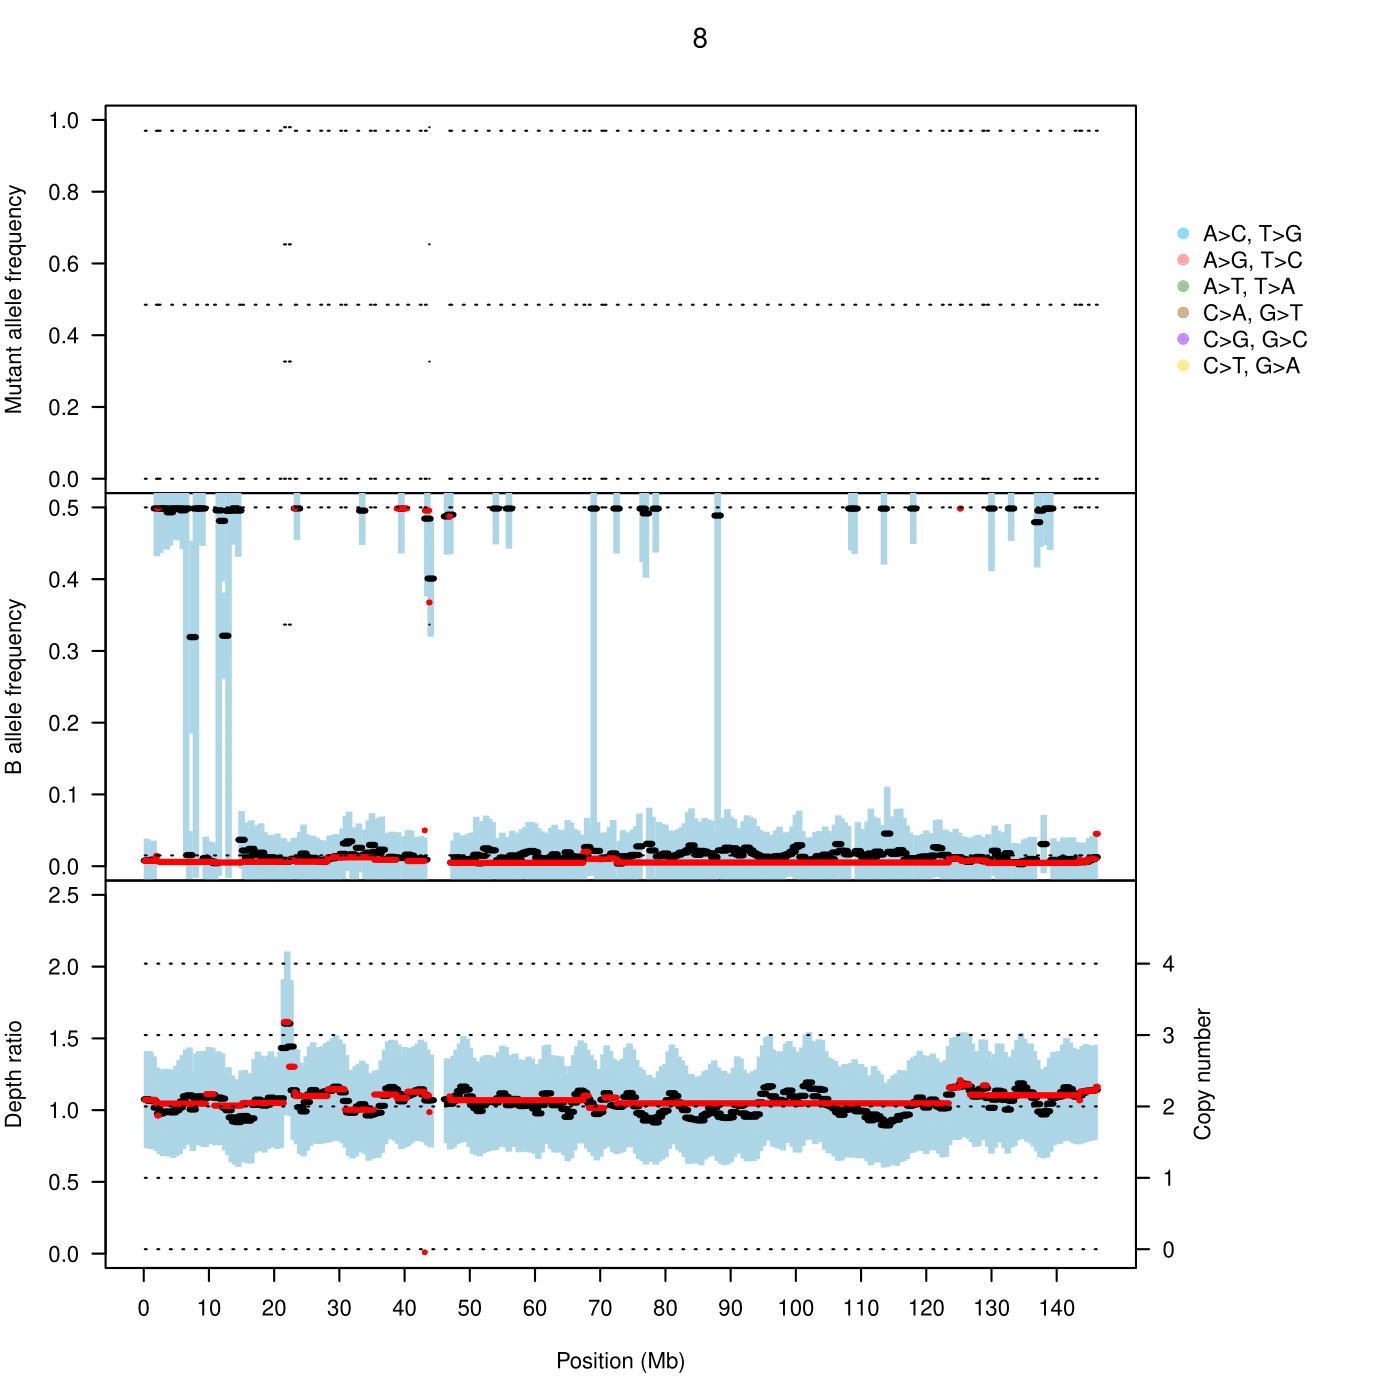 8
Mutant allele frequency
1.0
0.8
0.6
0.4
0.2
0.0
A>C, T>G
A>G, T>C
A>T, T>A
C>A, G>T
C>G, G>C
C>T, G>A
B allele frequency
0.5
0.4
0.3
0.2
0.1
0.0
Depth ratio
2.5
2.0
1.5
1.0
0.5
0.0
Copy number
4
3
2
1
0
0 10 20 30 40 50 60 70 80 90 100 110 120 130 140
Position (Mb)